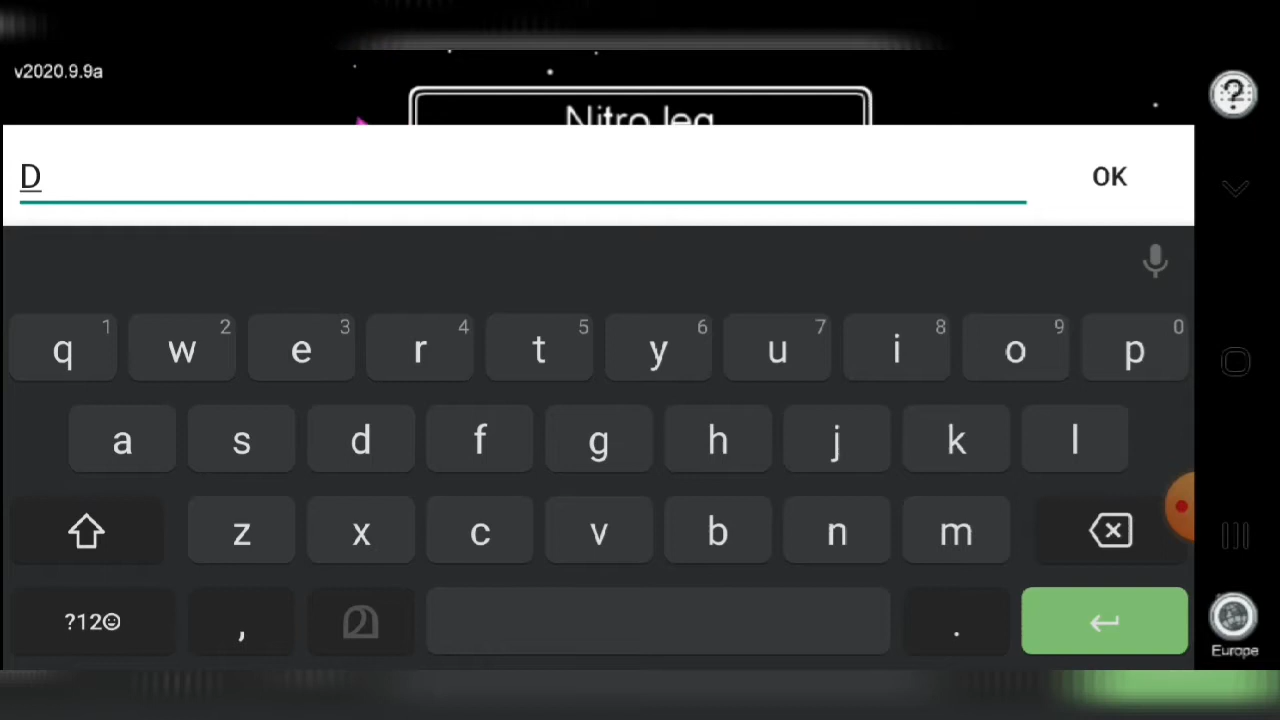 v2020.9.9a
Nitro leg
D
OK
q 1 w 2 e 3 r 4 t 5 y 6 u 7 i 8 o 9 p 0
a s d f g h j k l
z x c v b n m
?12☺ , മ .
Europe